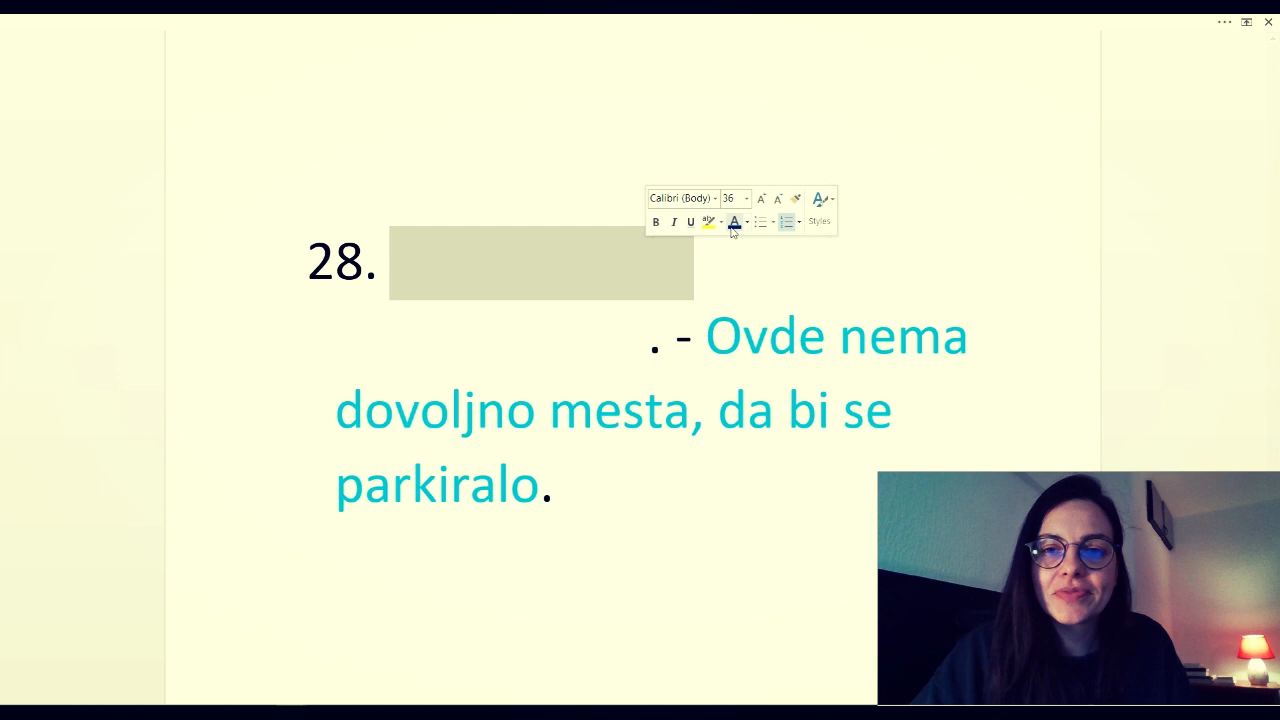 Calibri (Body) 36
B I U Styles
28.
. - Ovde nema
dovoljno mesta, da bi se
parkiralo.